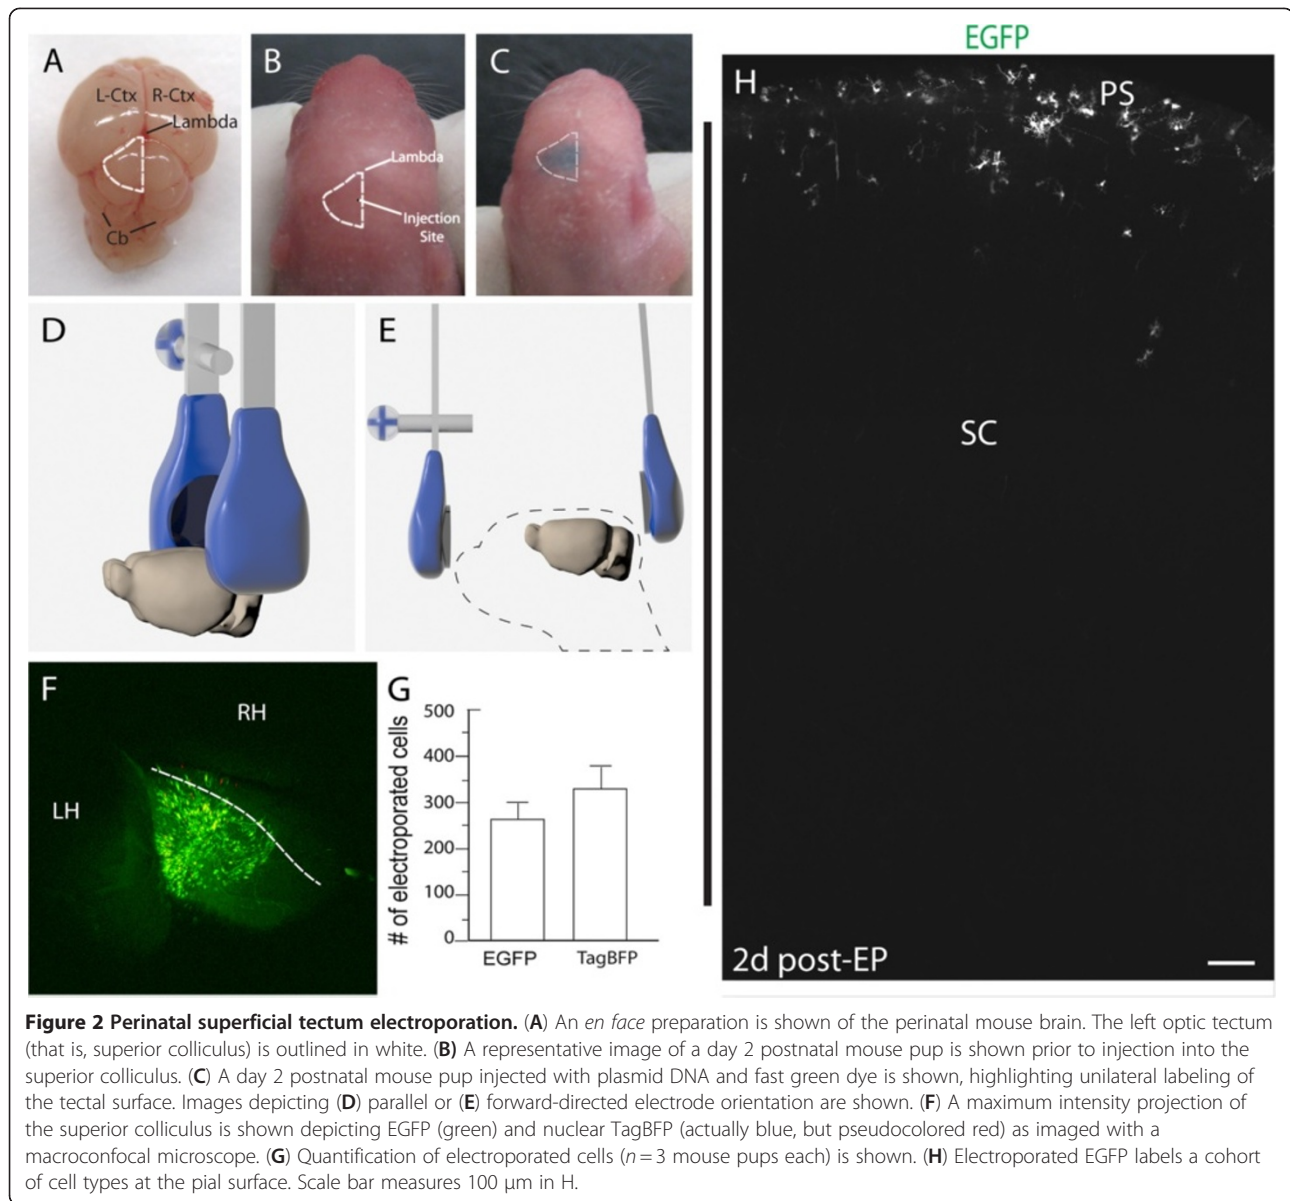 A
L-Ctx
R-Ctx
Lambda
Cb
B
Lambda
Injection
Site
C
D
E
F
RH
LH
G
# of electroporated cells
500
400
300
200
100
0
EGFP
TagBFP
EGFP
H
PS
SC
2d post-EP
Figure 2 Perinatal superficial tectum electroporation. (A) An en face preparation is shown of the perinatal mouse brain. The left optic tectum
(that is, superior colliculus) is outlined in white. (B) A representative image of a day 2 postnatal mouse pup is shown prior to injection into the
superior colliculus. (C) A day 2 postnatal mouse pup injected with plasmid DNA and fast green dye is shown, highlighting unilateral labeling of
the tectal surface. Images depicting (D) parallel or (E) forward-directed electrode orientation are shown. (F) A maximum intensity projection of
the superior colliculus is shown depicting EGFP (green) and nuclear TagBFP (actually blue, but pseudocolored red) as imaged with a
macroconfocal microscope. (G) Quantification of electroporated cells (n = 3 mouse pups each) is shown. (H) Electroporated EGFP labels a cohort
of cell types at the pial surface. Scale bar measures 100 μm in H.